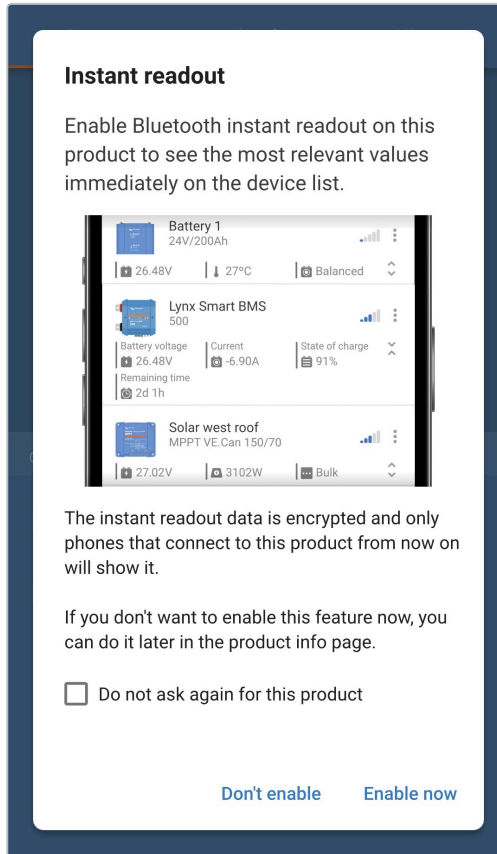 Instant readout
Enable Bluetooth instant readout on this
product to see the most relevant values
immediately on the device list.
Battery 1
24V/200Ah
26.48V 27ºC Balanced
Lynx Smart BMS
500
Battery voltage Current State of charge
26.48V -6.90A 91%
Remaining time
2d 1h
Solar west roof
MPPT VE.Can 150/70
27.02V 3102W Bulk
The instant readout data is encrypted and only
phones that connect to this product from now on
will show it.
If you don't want to enable this feature now, you
can do it later in the product info page.
Do not ask again for this product
Don't enable Enable now